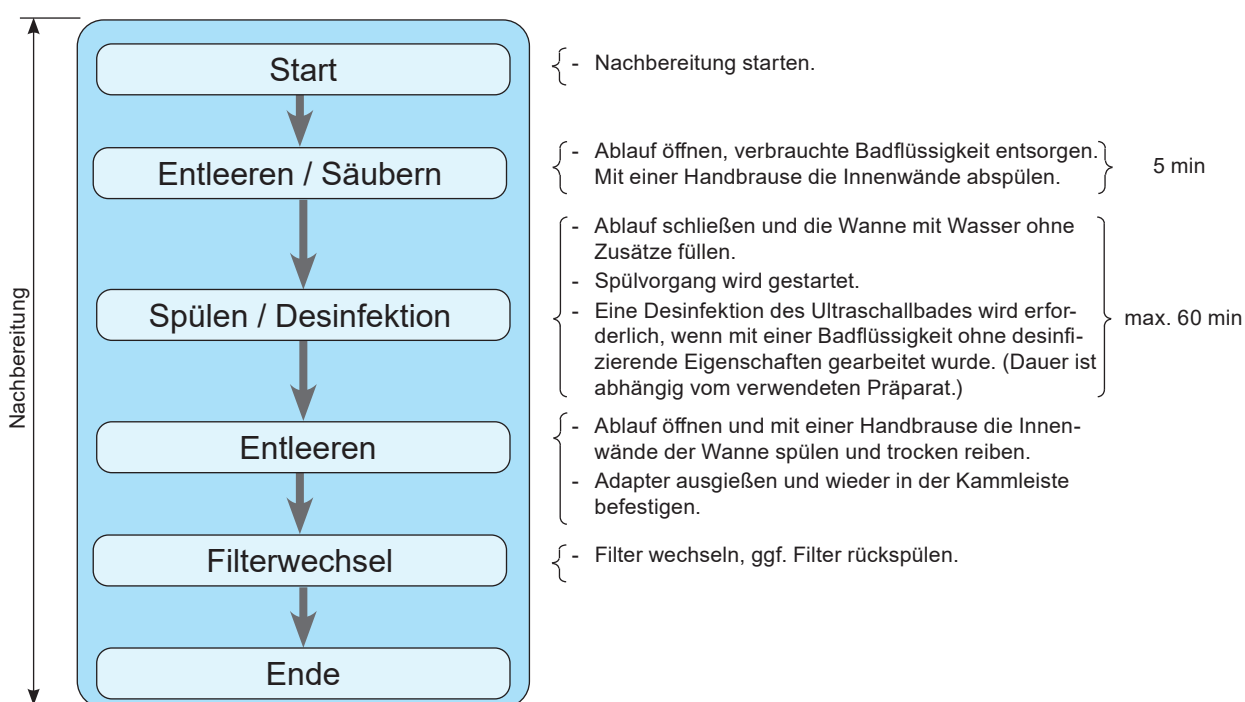 Nachbereitung
Start
- Nachbereitung starten.
Entleeren / Säubern
- Ablauf öffnen, verbrauchte Badflüssigkeit entsorgen.
Mit einer Handbrause die Innenwände abspülen.
5 min
Spülen / Desinfektion
- Ablauf schließen und die Wanne mit Wasser ohne
Zusätze füllen.
- Spülvorgang wird gestartet.
- Eine Desinfektion des Ultraschallbades wird erfor-
derlich, wenn mit einer Badflüssigkeit ohne desinfi-
zierende Eigenschaften gearbeitet wurde. (Dauer ist
abhängig vom verwendeten Präparat.)
max. 60 min
Entleeren
- Ablauf öffnen und mit einer Handbrause die Innen-
wände der Wanne spülen und trocken reiben.
- Adapter ausgießen und wieder in der Kammleiste
befestigen.
Filterwechsel
- Filter wechseln, ggf. Filter rückspülen.
Ende